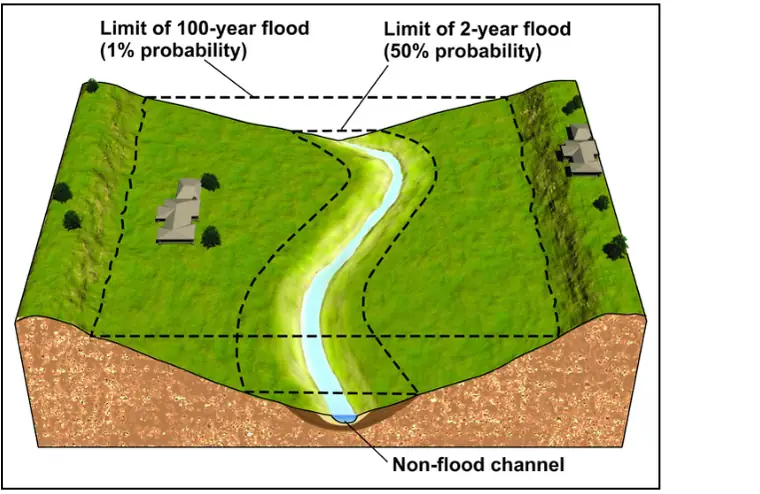 Limit of 100-year flood
(1% probability)
Limit of 2-year flood
(50% probability)
Non-flood channel